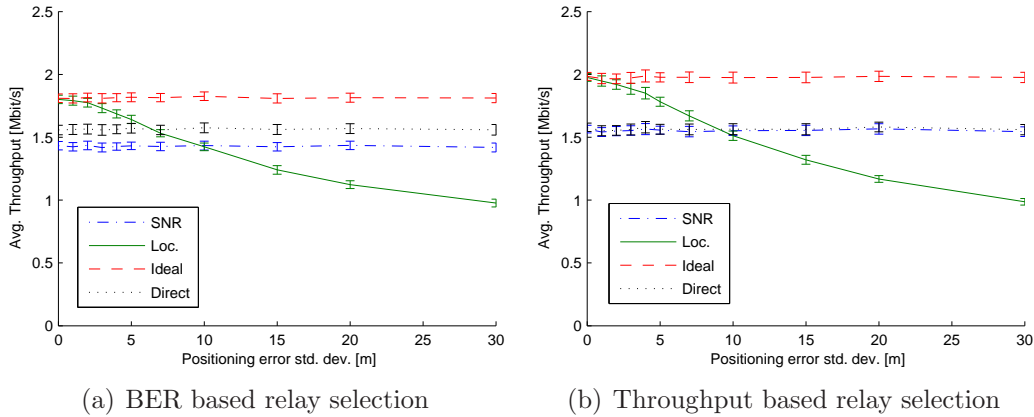 2.5
2
1.5
1
0.5
0
Avg. Throughput [Mbit/s]
0 5 10 15 20 25 30
Positioning error std. dev. [m]
SNR
Loc.
Ideal
Direct
(a) BER based relay selection
2.5
2
1.5
1
0.5
0
Avg. Throughput [Mbit/s]
0 5 10 15 20 25 30
Positioning error std. dev. [m]
SNR
Loc.
Ideal
Direct
(b) Throughput based relay selection